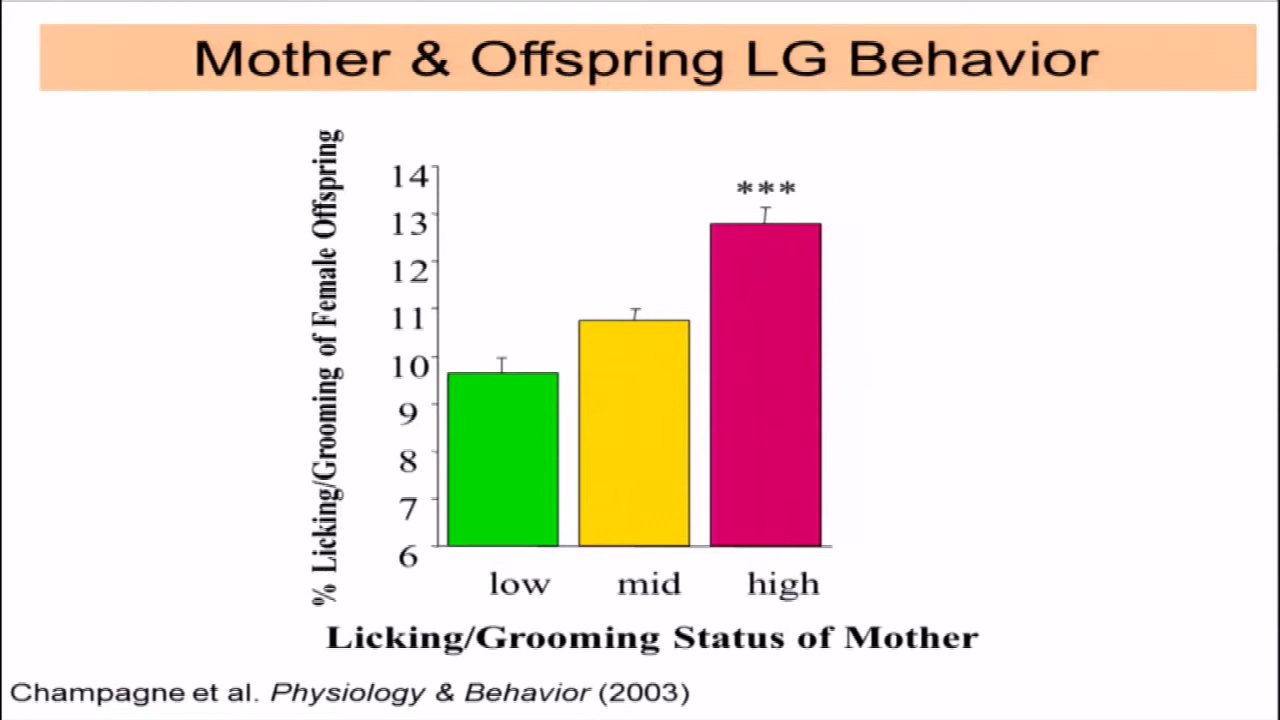 Mother & Offspring LG Behavior
% Licking/Grooming of Female Offspring
14
13
12
11
10
9
8
7
6
***
low mid high
Licking/Grooming Status of Mother
Champagne et al. Physiology & Behavior (2003)